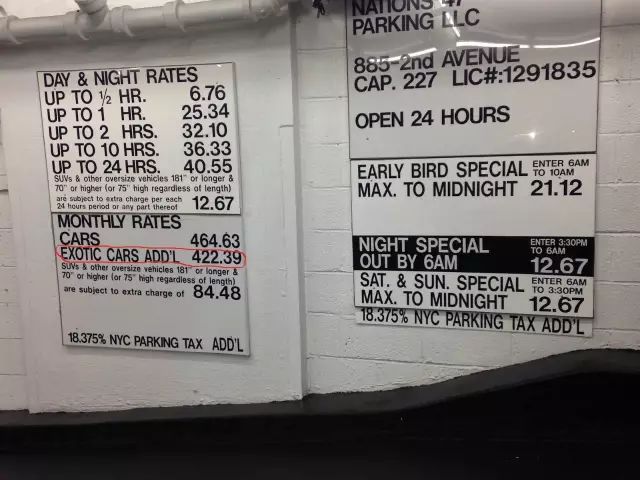 DAY & NIGHT RATES
UP TO ½ HR. 6.76
UP TO 1 HR. 25.34
UP TO 2 HRS. 32.10
UP TO 10 HRS. 36.33
UP TO 24 HRS. 40.55
SUVs & other oversize vehicles 181" or longer &
70" or higher (or 75" high regardless of length)
are subject to extra charge per each
24 hours period or any part thereof 12.67
MONTHLY RATES
CARS 464.63
EXOTIC CARS ADD'L 422.39
SUVs & other oversize vehicles 181" or longer &
70" or higher (or 75" high regardless of length)
are subject to extra charge of 84.48
18.375% NYC PARKING TAX ADD'L
NATIONS 47
PARKING LLC
885-2nd AVENUE
CAP. 227 LIC#:1291835
OPEN 24 HOURS
EARLY BIRD SPECIAL ENTER 6AM TO 10AM
MAX. TO MIDNIGHT 21.12
NIGHT SPECIAL ENTER 3:30PM TO 6AM
OUT BY 6AM 12.67
SAT. & SUN. SPECIAL ENTER 6AM TO 3:30PM
MAX. TO MIDNIGHT 12.67
18.375% NYC PARKING TAX ADD'L